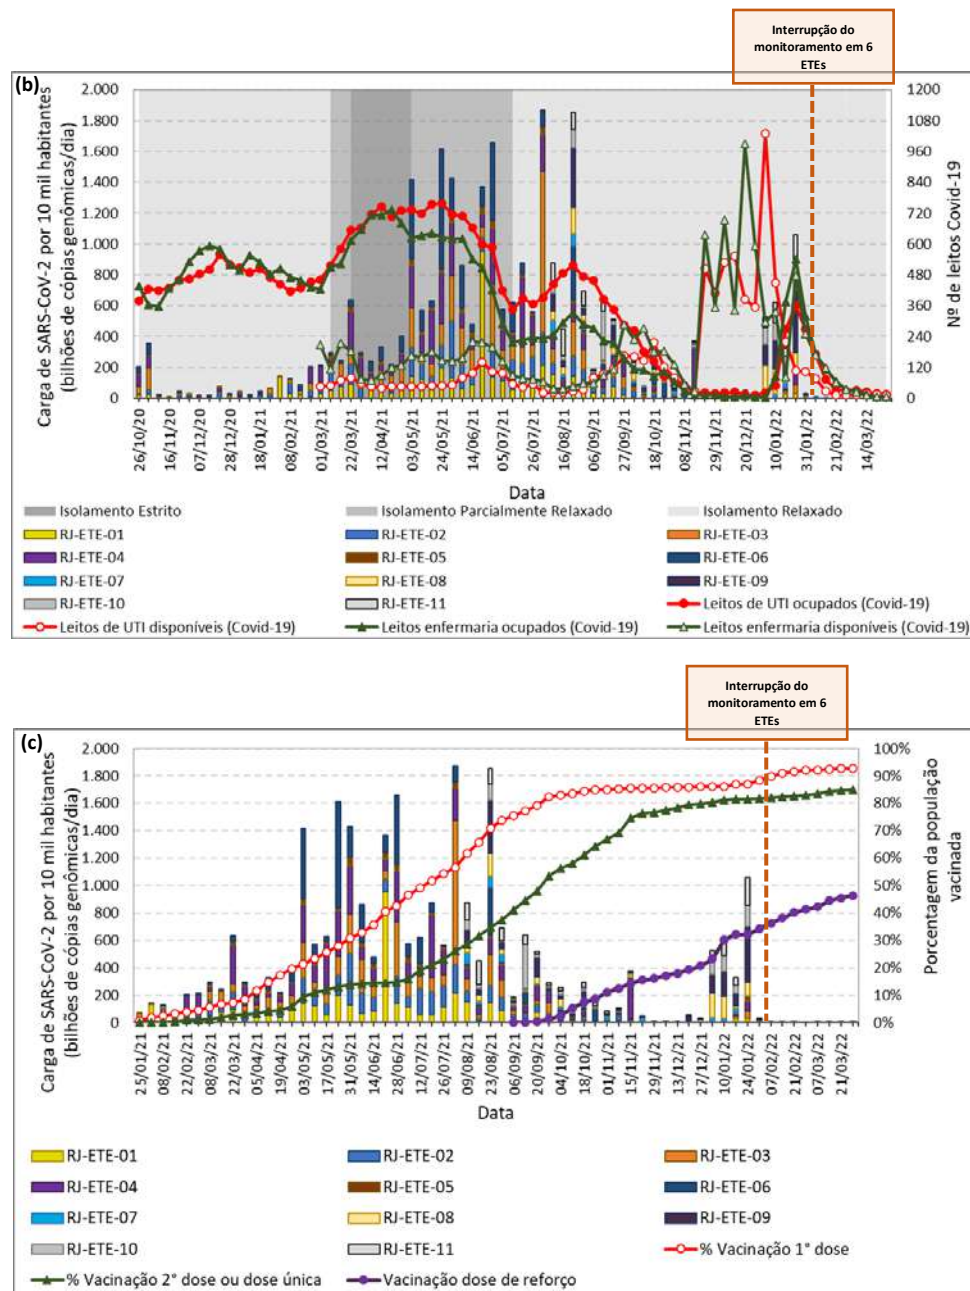 Interrupção do
monitoramento em 6
ETEs
(b)
Carga de SARS-CoV-2 por 10 mil habitantes
(bilhões de cópias genômicas/dia)
2.000
1.800
1.600
1.400
1.200
1.000
800
600
400
200
0
1200
1080
960
840
720
600
480
360
240
120
0
Nº de leitos Covid-19
26/10/20
16/11/20
07/12/20
28/12/20
18/01/21
08/02/21
01/03/21
22/03/21
12/04/21
03/05/21
24/05/21
14/06/21
05/07/21
26/07/21
16/08/21
06/09/21
27/09/21
18/10/21
08/11/21
29/11/21
20/12/21
10/01/22
31/01/22
21/02/22
14/03/22
Data
Isolamento Estrito
Isolamento Parcialmente Relaxado
Isolamento Relaxado
RJ-ETE-01
RJ-ETE-02
RJ-ETE-03
RJ-ETE-04
RJ-ETE-05
RJ-ETE-06
RJ-ETE-07
RJ-ETE-08
RJ-ETE-09
RJ-ETE-10
RJ-ETE-11
Leitos de UTI ocupados (Covid-19)
Leitos de UTI disponíveis (Covid-19)
Leitos enfermaria ocupados (Covid-19)
Leitos enfermaria disponíveis (Covid-19)
Interrupção do
monitoramento em 6
ETEs
(c)
Carga de SARS-CoV-2 por 10 mil habitantes
(bilhões de cópias genômicas/dia)
2.000
1.800
1.600
1.400
1.200
1.000
800
600
400
200
0
100%
90%
80%
70%
60%
50%
40%
30%
20%
10%
0%
Porcentagem da população
vacinada
25/01/21
08/02/21
22/02/21
08/03/21
22/03/21
05/04/21
19/04/21
03/05/21
17/05/21
31/05/21
14/06/21
28/06/21
12/07/21
26/07/21
09/08/21
23/08/21
06/09/21
20/09/21
04/10/21
18/10/21
01/11/21
15/11/21
29/11/21
13/12/21
27/12/21
10/01/22
24/01/22
07/02/22
21/02/22
07/03/22
21/03/22
Data
RJ-ETE-01
RJ-ETE-02
RJ-ETE-03
RJ-ETE-04
RJ-ETE-05
RJ-ETE-06
RJ-ETE-07
RJ-ETE-08
RJ-ETE-09
RJ-ETE-10
RJ-ETE-11
% Vacinação 1° dose
% Vacinação 2° dose ou dose única
Vacinação dose de reforço